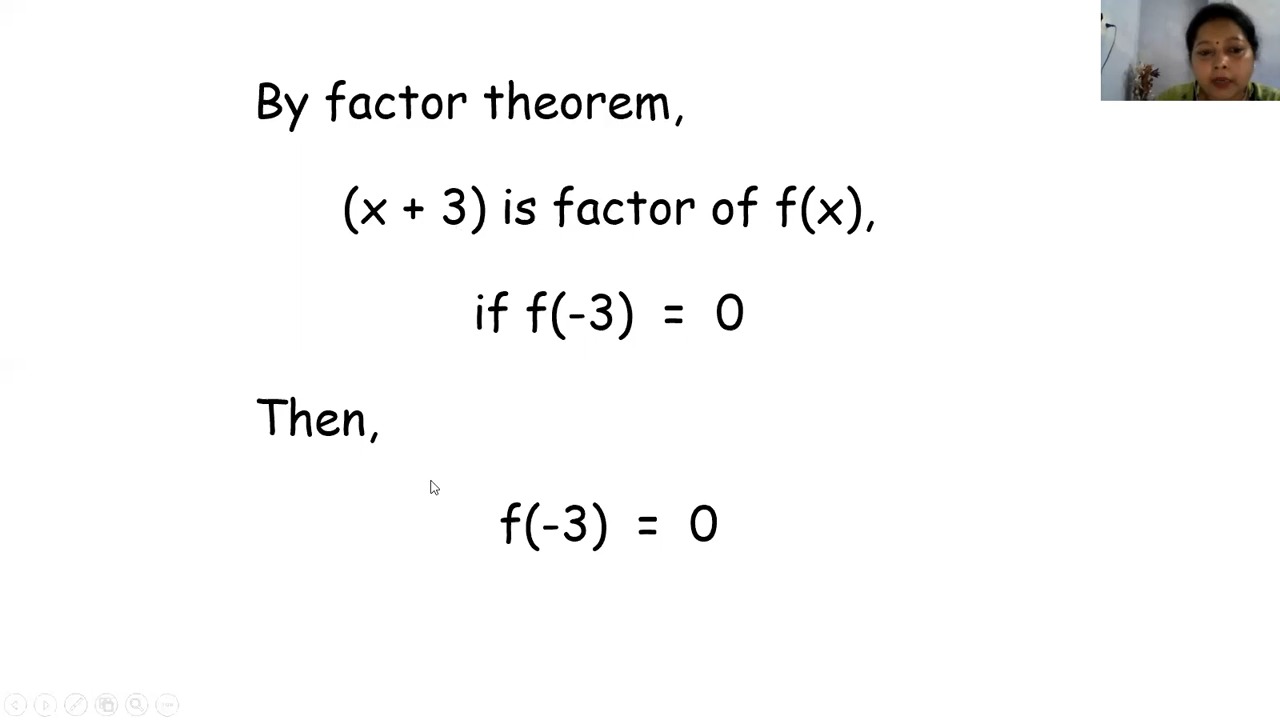 By factor theorem,
(x + 3) is factor of f(x),
if f(-3) = 0
Then,
f(-3) = 0